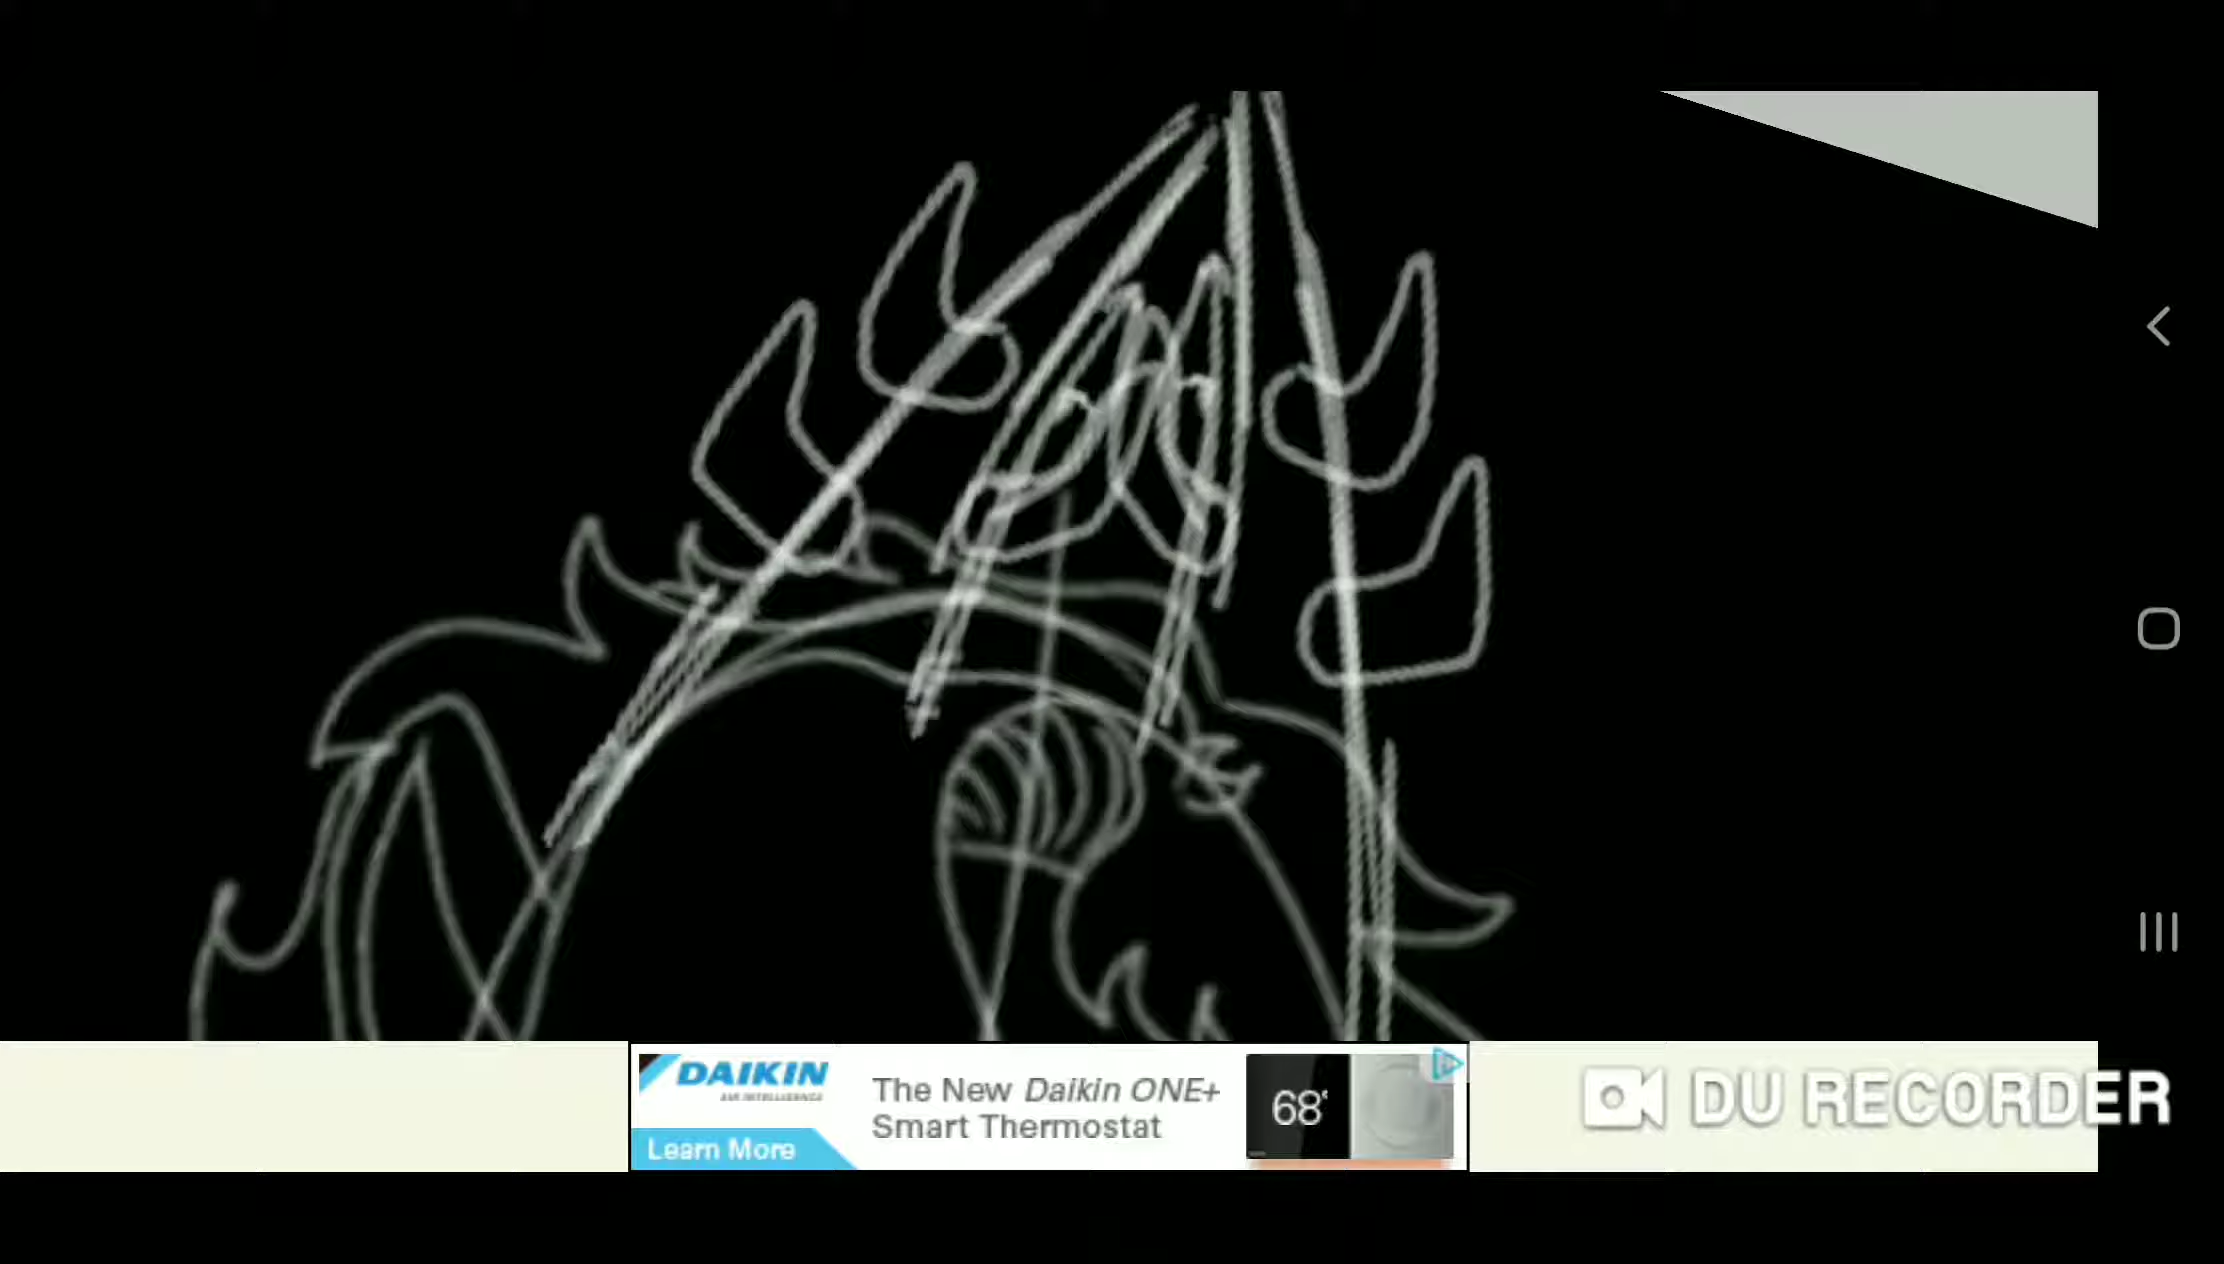 DAIKIN
The New Daikin ONE+
Smart Thermostat
Learn More
68°
DU RECORDER